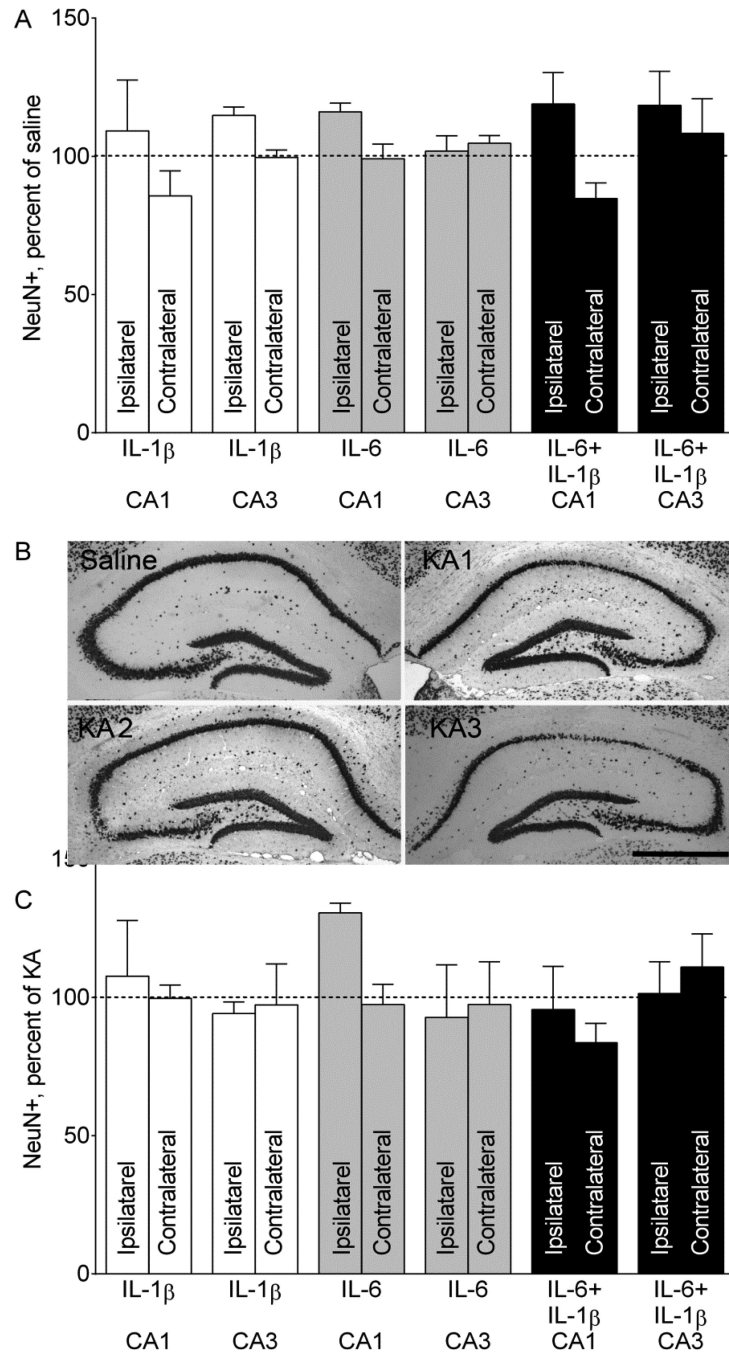 A
150
100
50
0
NeuN+, percent of saline
Ipsilatarel
Contralateral
Ipsilatarel
Contralateral
Ipsilatarel
Contralateral
Ipsilatarel
Contralateral
Ipsilatarel
Contralateral
Ipsilatarel
Contralateral
IL-1β IL-1β IL-6 IL-6 IL-6+ IL-6+
IL-1β IL-1β
CA1 CA3 CA1 CA3 CA1 CA3
B
Saline KA1
KA2 KA3
150
C
100
50
0
NeuN+, percent of KA
Ipsilatarel
Contralateral
Ipsilatarel
Contralateral
Ipsilatarel
Contralateral
Ipsilatarel
Contralateral
Ipsilatarel
Contralateral
Ipsilatarel
Contralateral
IL-1β IL-1β IL-6 IL-6 IL-6+ IL-6+
IL-1β IL-1β
CA1 CA3 CA1 CA3 CA1 CA3